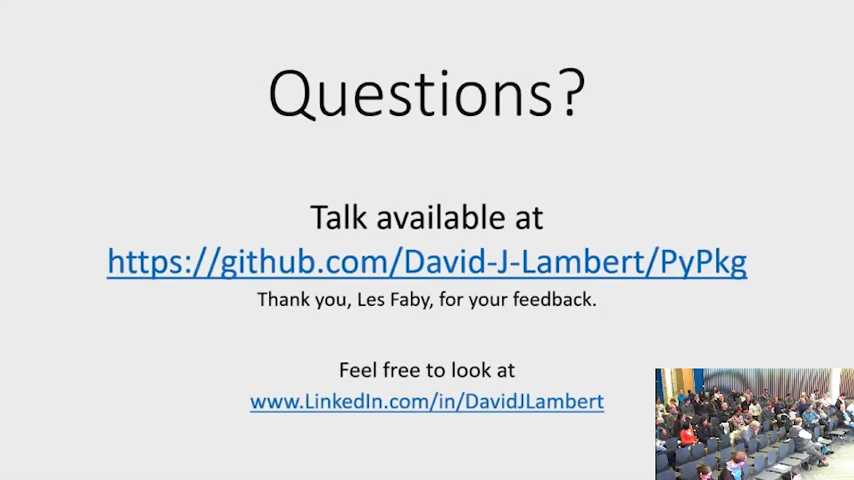 Questions?
Talk available at
https://github.com/David-J-Lambert/PyPkg
Thank you, Les Faby, for your feedback.
Feel free to look at
www.LinkedIn.com/in/DavidJLambert